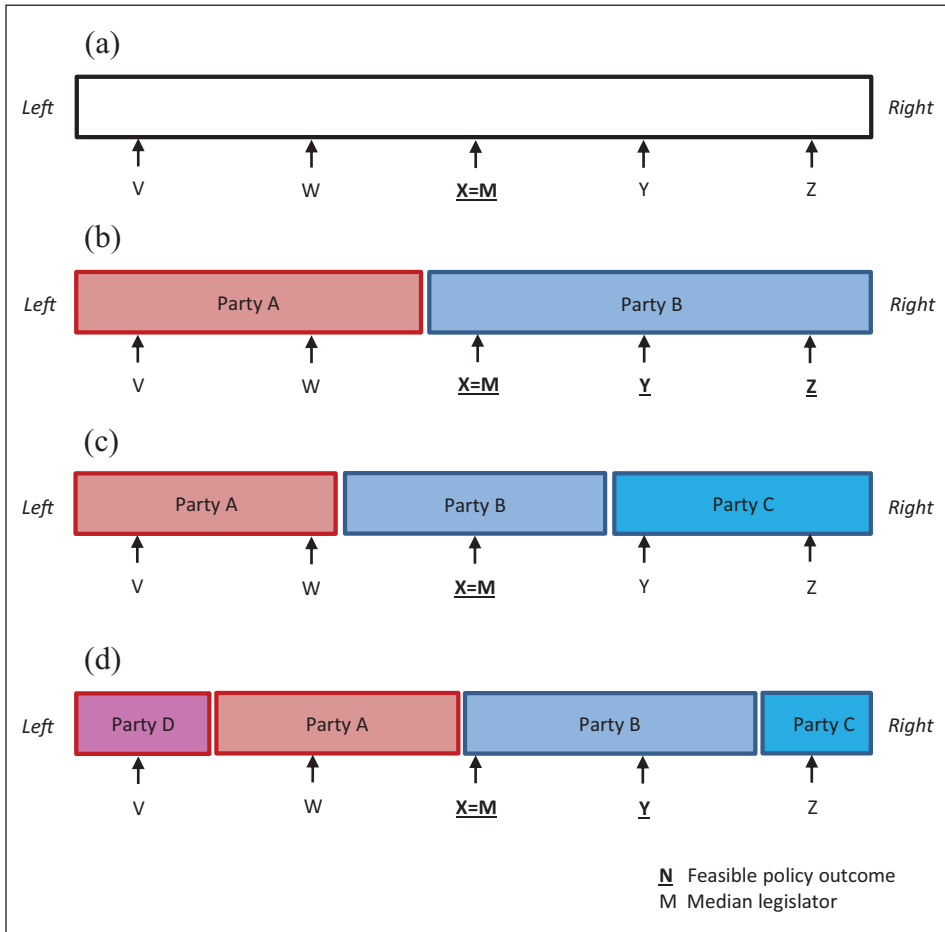 (a)
Left Right
V W X=M Y Z
(b)
Left Party A Party B Right
V W X=M Y Z
(c)
Left Party A Party B Party C Right
V W X=M Y Z
(d)
Left Party D Party A Party B Party C Right
V W X=M Y Z
N Feasible policy outcome
M Median legislator